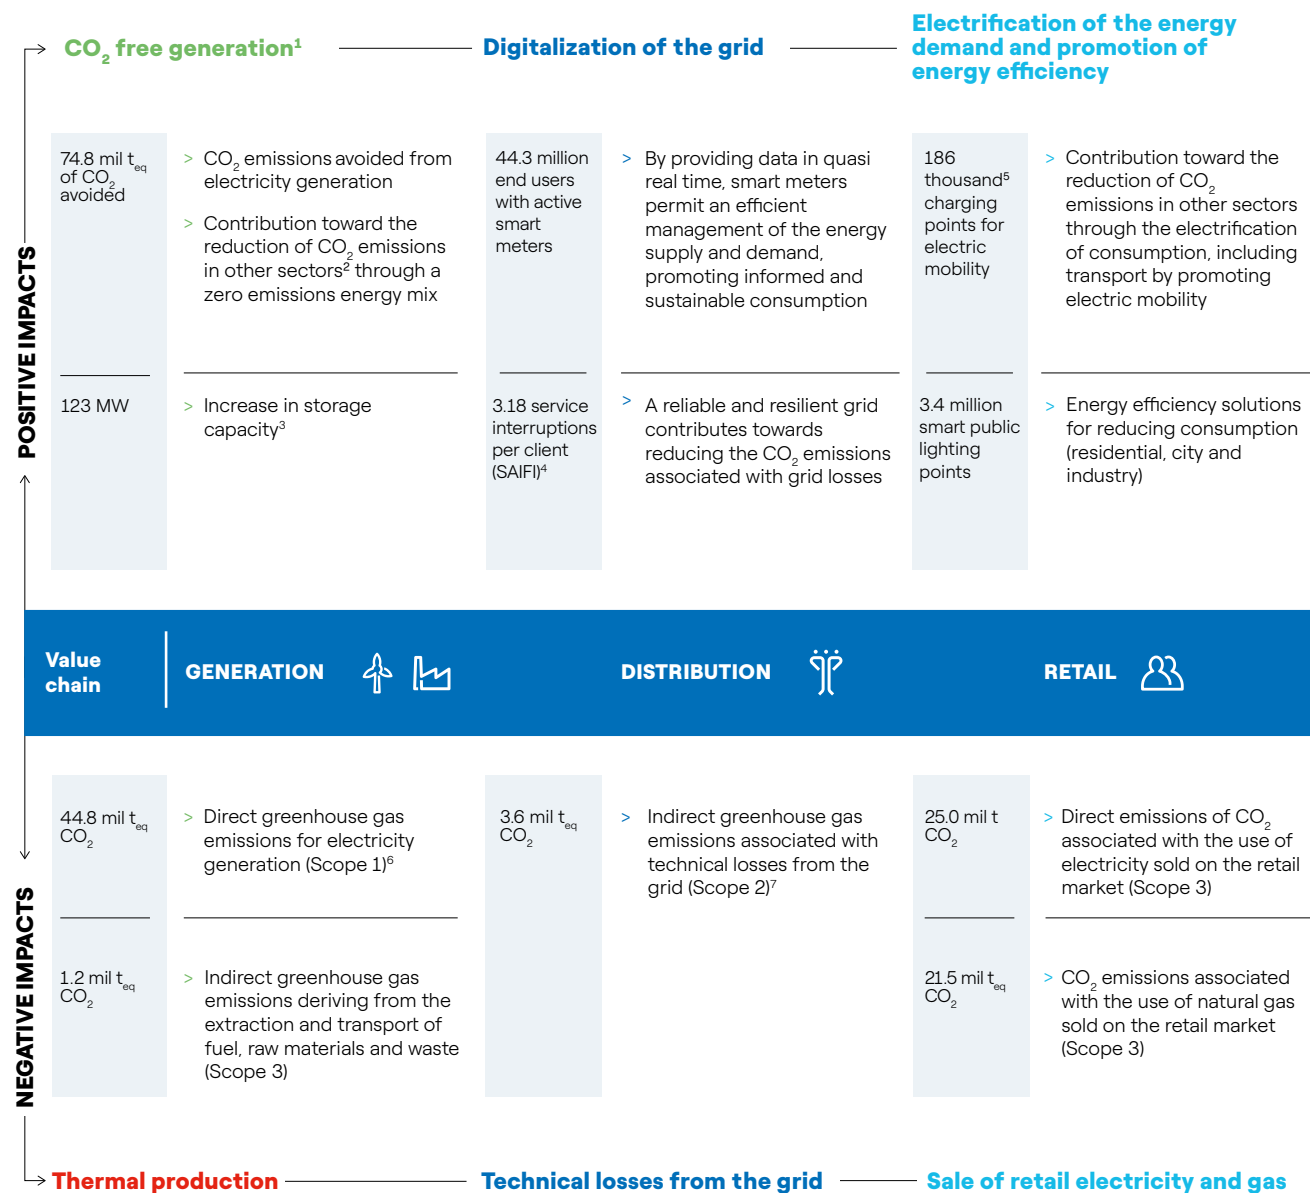 CO₂ free generation¹
Digitalization of the grid
Electrification of the energy
demand and promotion of
energy efficiency
POSITIVE IMPACTS
74.8 mil teq
of CO₂
avoided
> CO₂ emissions avoided from
electricity generation
> Contribution toward the
reduction of CO₂ emissions
in other sectors² through a
zero emissions energy mix
44.3 million
end users
with active
smart
meters
> By providing data in quasi
real time, smart meters
permit an efficient
management of the energy
supply and demand,
promoting informed and
sustainable consumption
186
thousand⁵
charging
points for
electric
mobility
> Contribution toward the
reduction of CO₂
emissions in other sectors
through the electrification
of consumption, including
transport by promoting
electric mobility
123 MW
> Increase in storage
capacity³
3.18 service
interruptions
per client
(SAIFI)⁴
> A reliable and resilient grid
contributes towards
reducing the CO₂ emissions
associated with grid losses
3.4 million
smart public
lighting
points
> Energy efficiency solutions
for reducing consumption
(residential, city and
industry)
Value
chain
GENERATION
DISTRIBUTION
RETAIL
NEGATIVE IMPACTS
44.8 mil teq
CO₂
> Direct greenhouse gas
emissions for electricity
generation (Scope 1)⁶
3.6 mil teq
CO₂
> Indirect greenhouse gas
emissions associated with
technical losses from the
grid (Scope 2)⁷
25.0 mil t
CO₂
> Direct emissions of CO₂
associated with the use of
electricity sold on the retail
market (Scope 3)
1.2 mil teq
CO₂
> Indirect greenhouse gas
emissions deriving from the
extraction and transport of
fuel, raw materials and waste
(Scope 3)
21.5 mil teq
CO₂
> CO₂ emissions associated
with the use of natural gas
sold on the retail market
(Scope 3)
Thermal production
Technical losses from the grid
Sale of retail electricity and gas